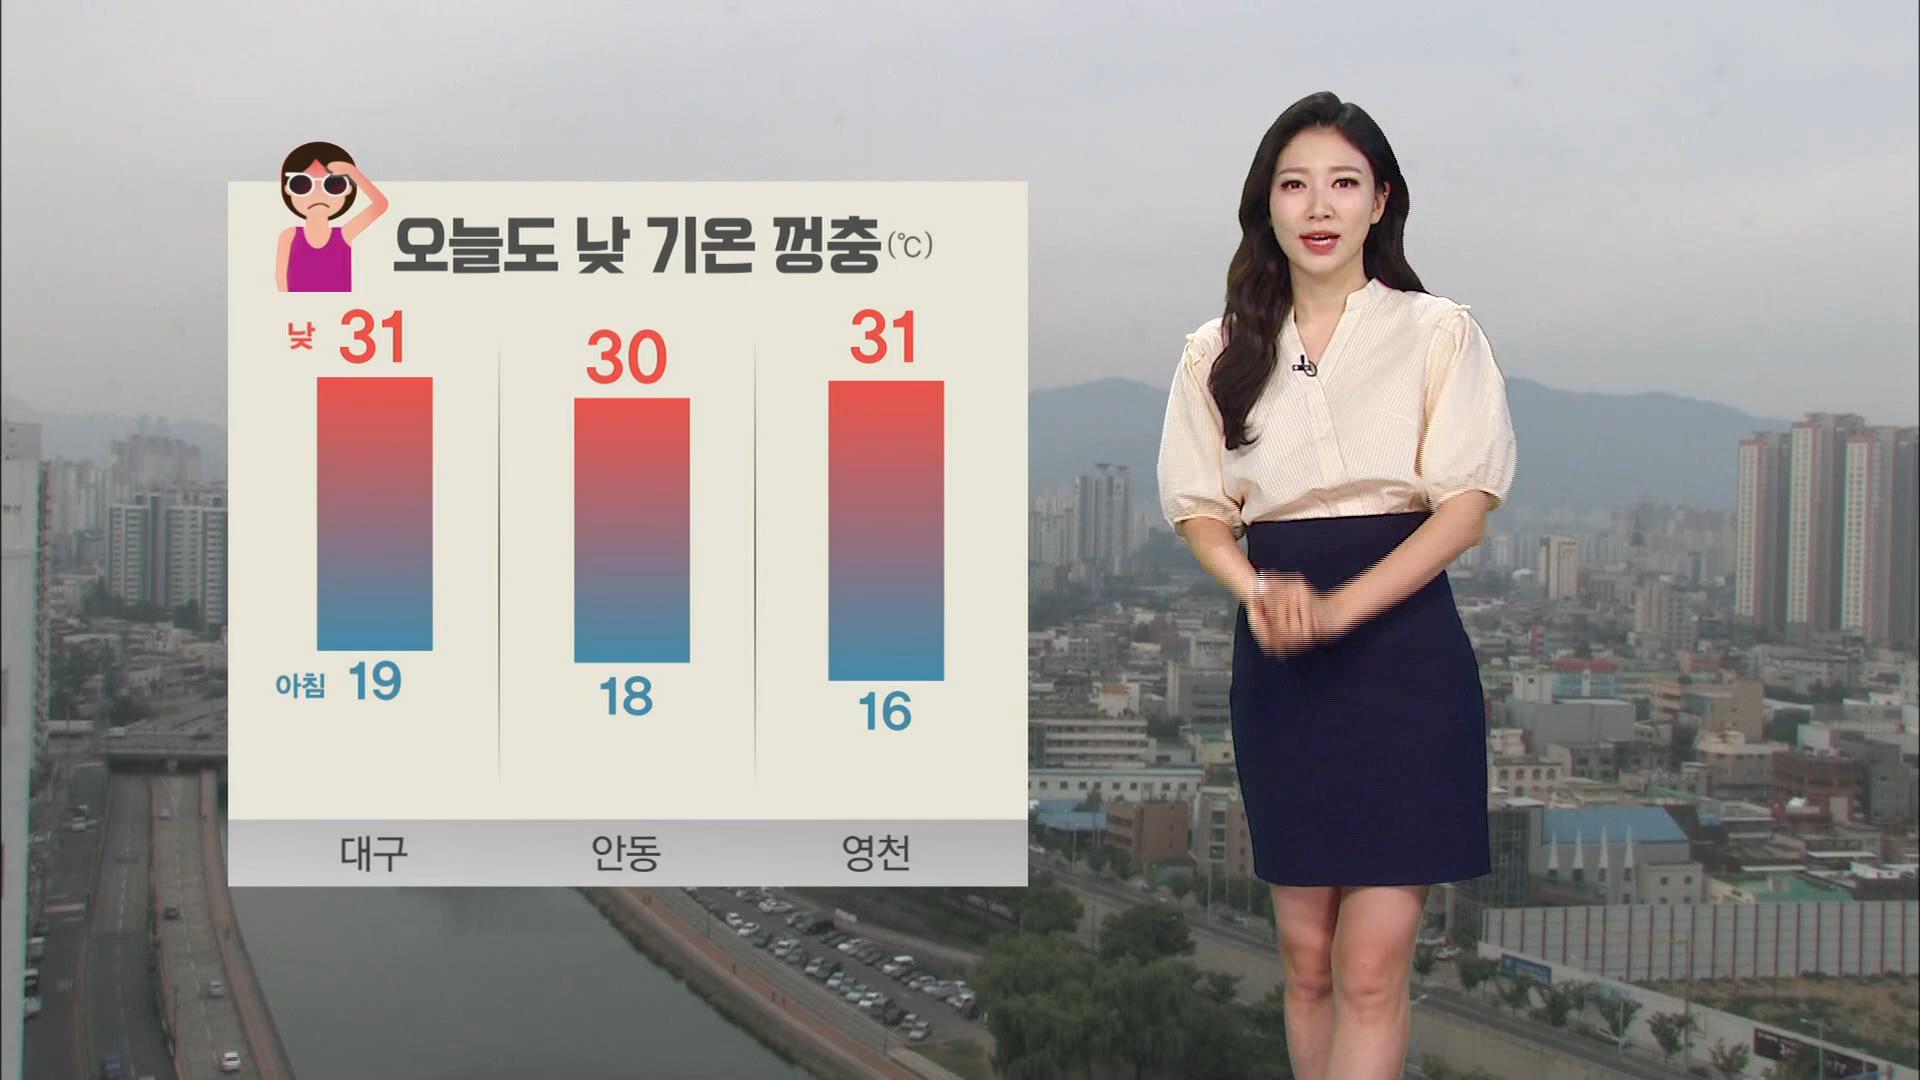 오늘도 낮 기온 껑충(℃)
낮 31 30 31
아침 19 18 16
대구 안동 영천